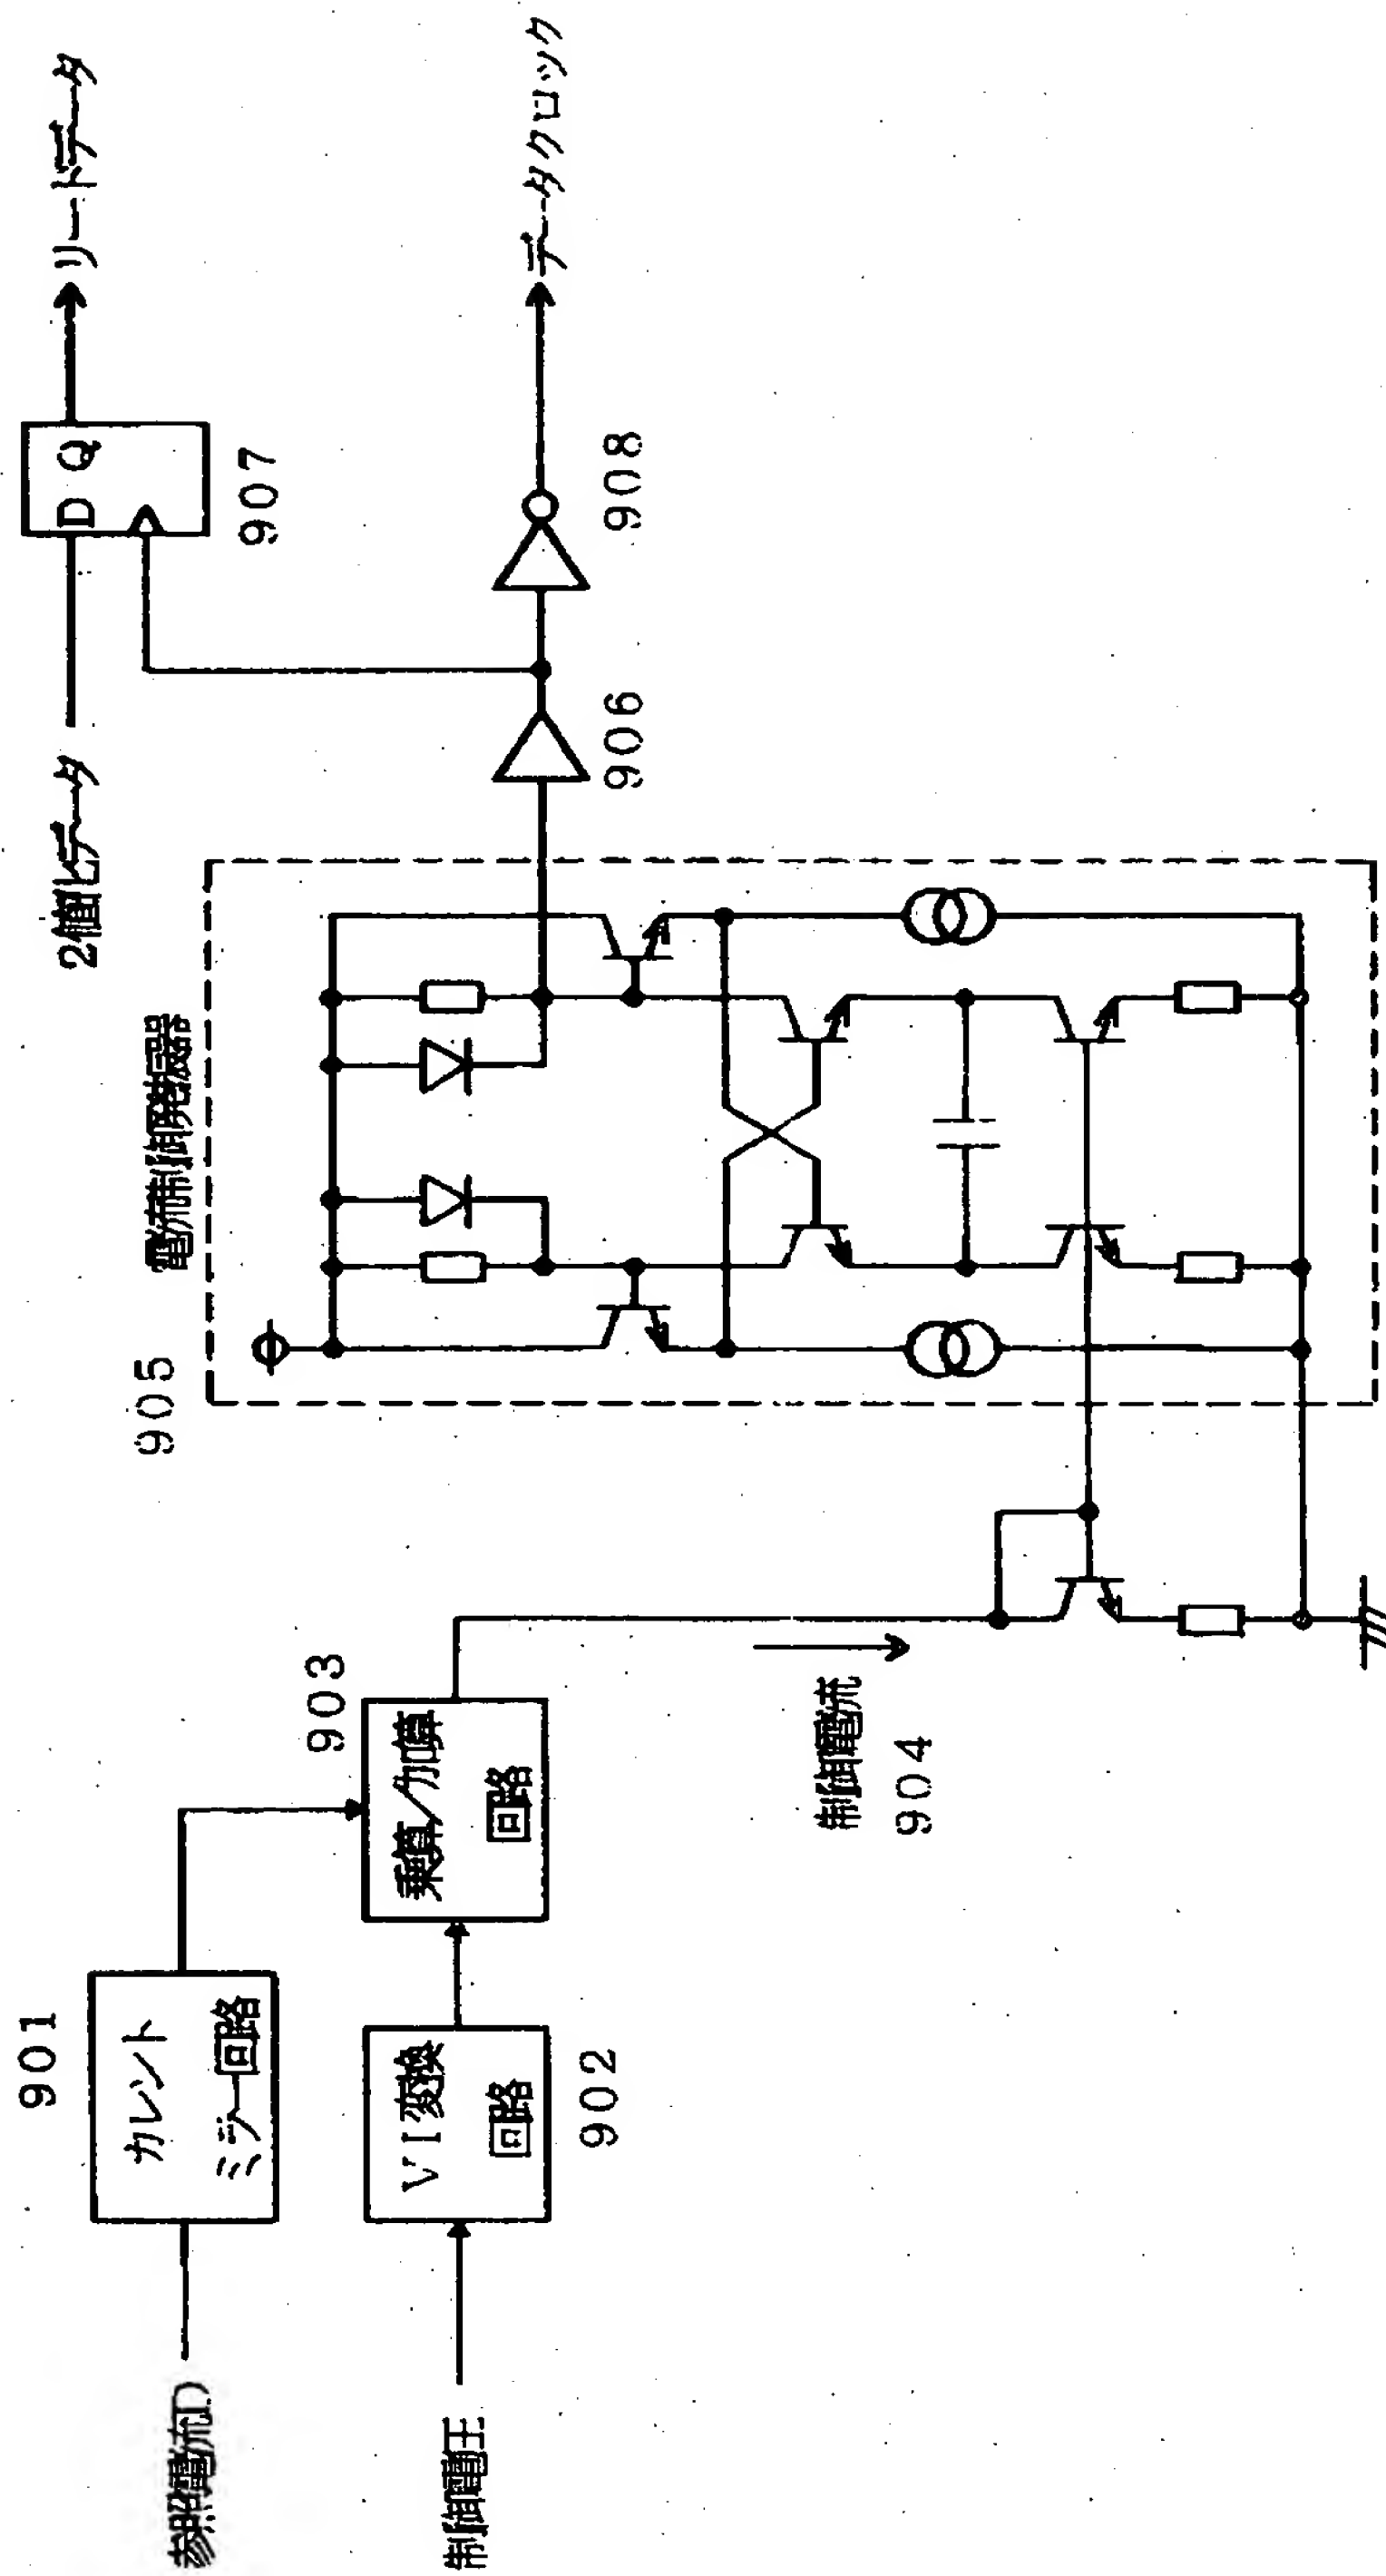 901
カレント
ミラー回路
参照電流D
903
乗算/加算
回路
VI変換
回路
902
制御電圧
制御電流
904
905
電流制御発振器
2値化データ
D Q
リードデータ
907
906
908
データクロック